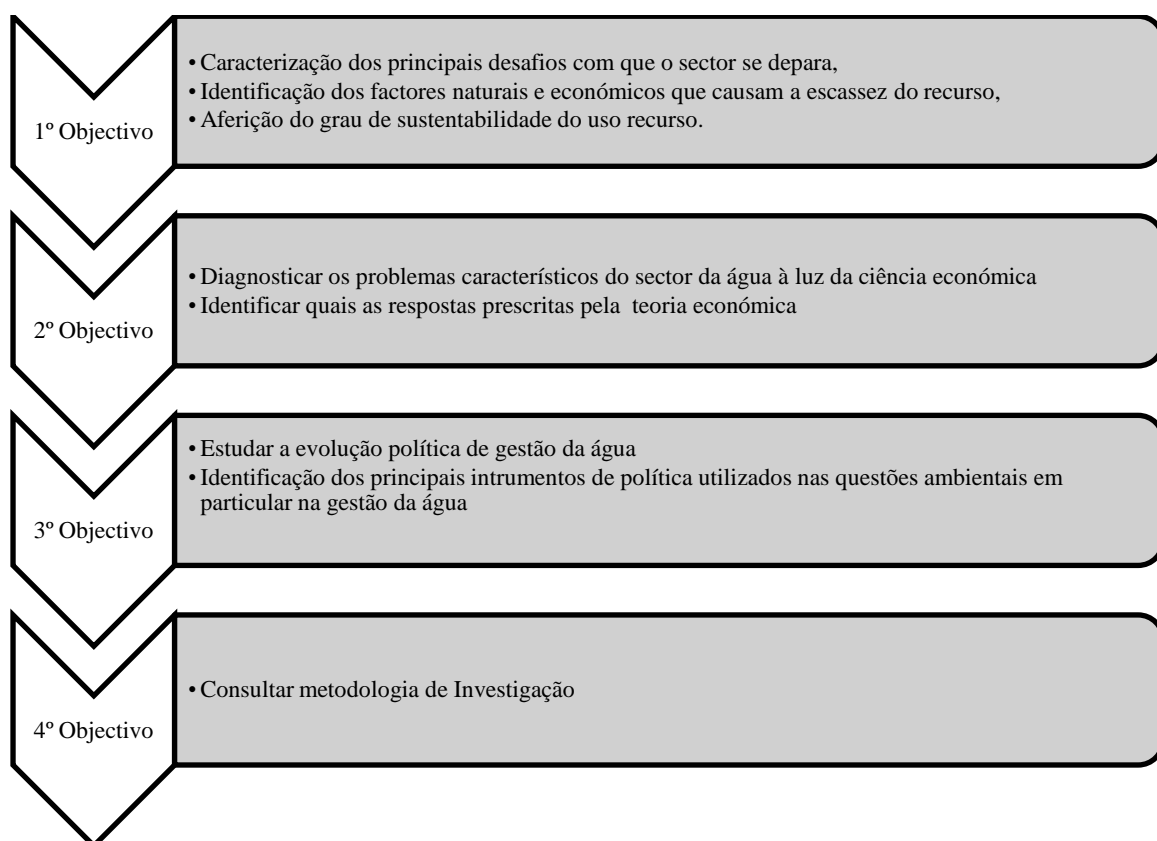 1º Objectivo
• Caracterização dos principais desafios com que o sector se depara,
• Identificação dos factores naturais e económicos que causam a escassez do recurso,
• Aferição do grau de sustentabilidade do uso recurso.
2º Objectivo
• Diagnosticar os problemas característicos do sector da água à luz da ciência económica
• Identificar quais as respostas prescritas pela teoria económica
3º Objectivo
• Estudar a evolução política de gestão da água
• Identificação dos principais intrumentos de política utilizados nas questões ambientais em
particular na gestão da água
4º Objectivo
• Consultar metodologia de Investigação